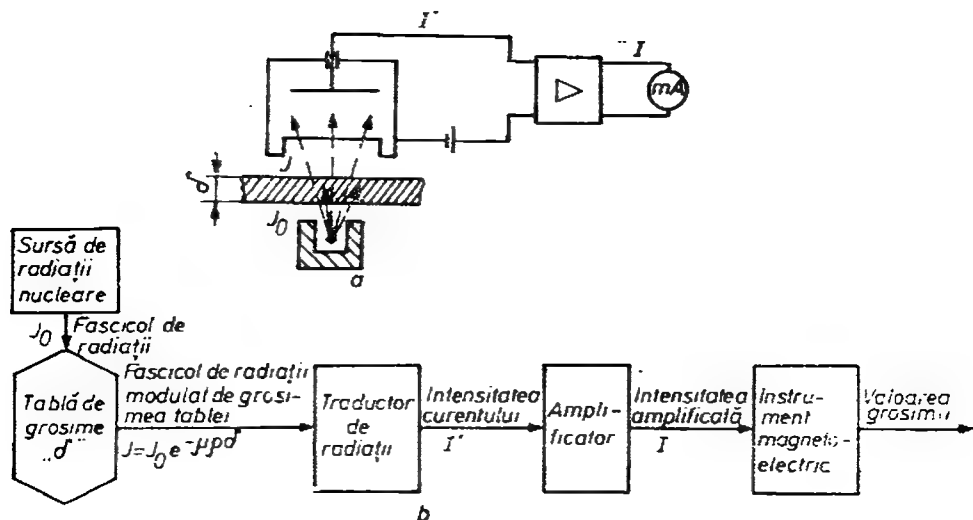 I'
I
mA
J
δ
J₀
a
Sursă de
radiații
nucleare
J₀
Fascicol de
radiații
Tablă de
grosime
„δ"
Fascicol de radiații
modulat de grosi-
mea tablei
J=J₀e^-μρδ
Traductor
de
radiații
Intensitatea
curentului
I'
Ampli-
ficator
Intensitatea
amplificată
I
Instru-
ment
magneto-
electric
Valoarea
grosimii
b